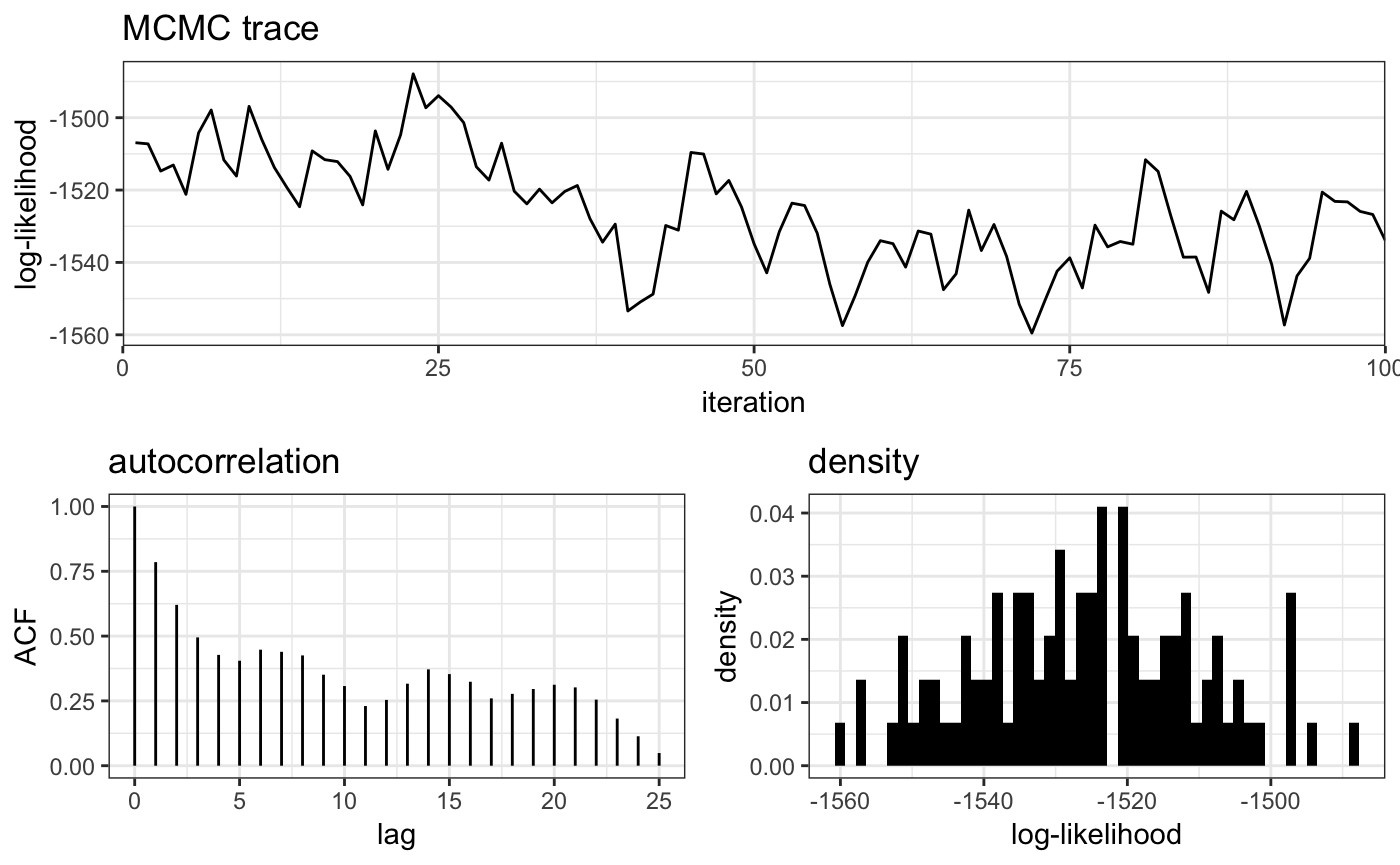 MCMC trace
log-likelihood
-1500
-1520
-1540
-1560
0 25 50 75 100
iteration
autocorrelation
ACF
1.00
0.75
0.50
0.25
0.00
0 5 10 15 20 25
lag
density
density
0.04
0.03
0.02
0.01
0.00
-1560 -1540 -1520 -1500
log-likelihood